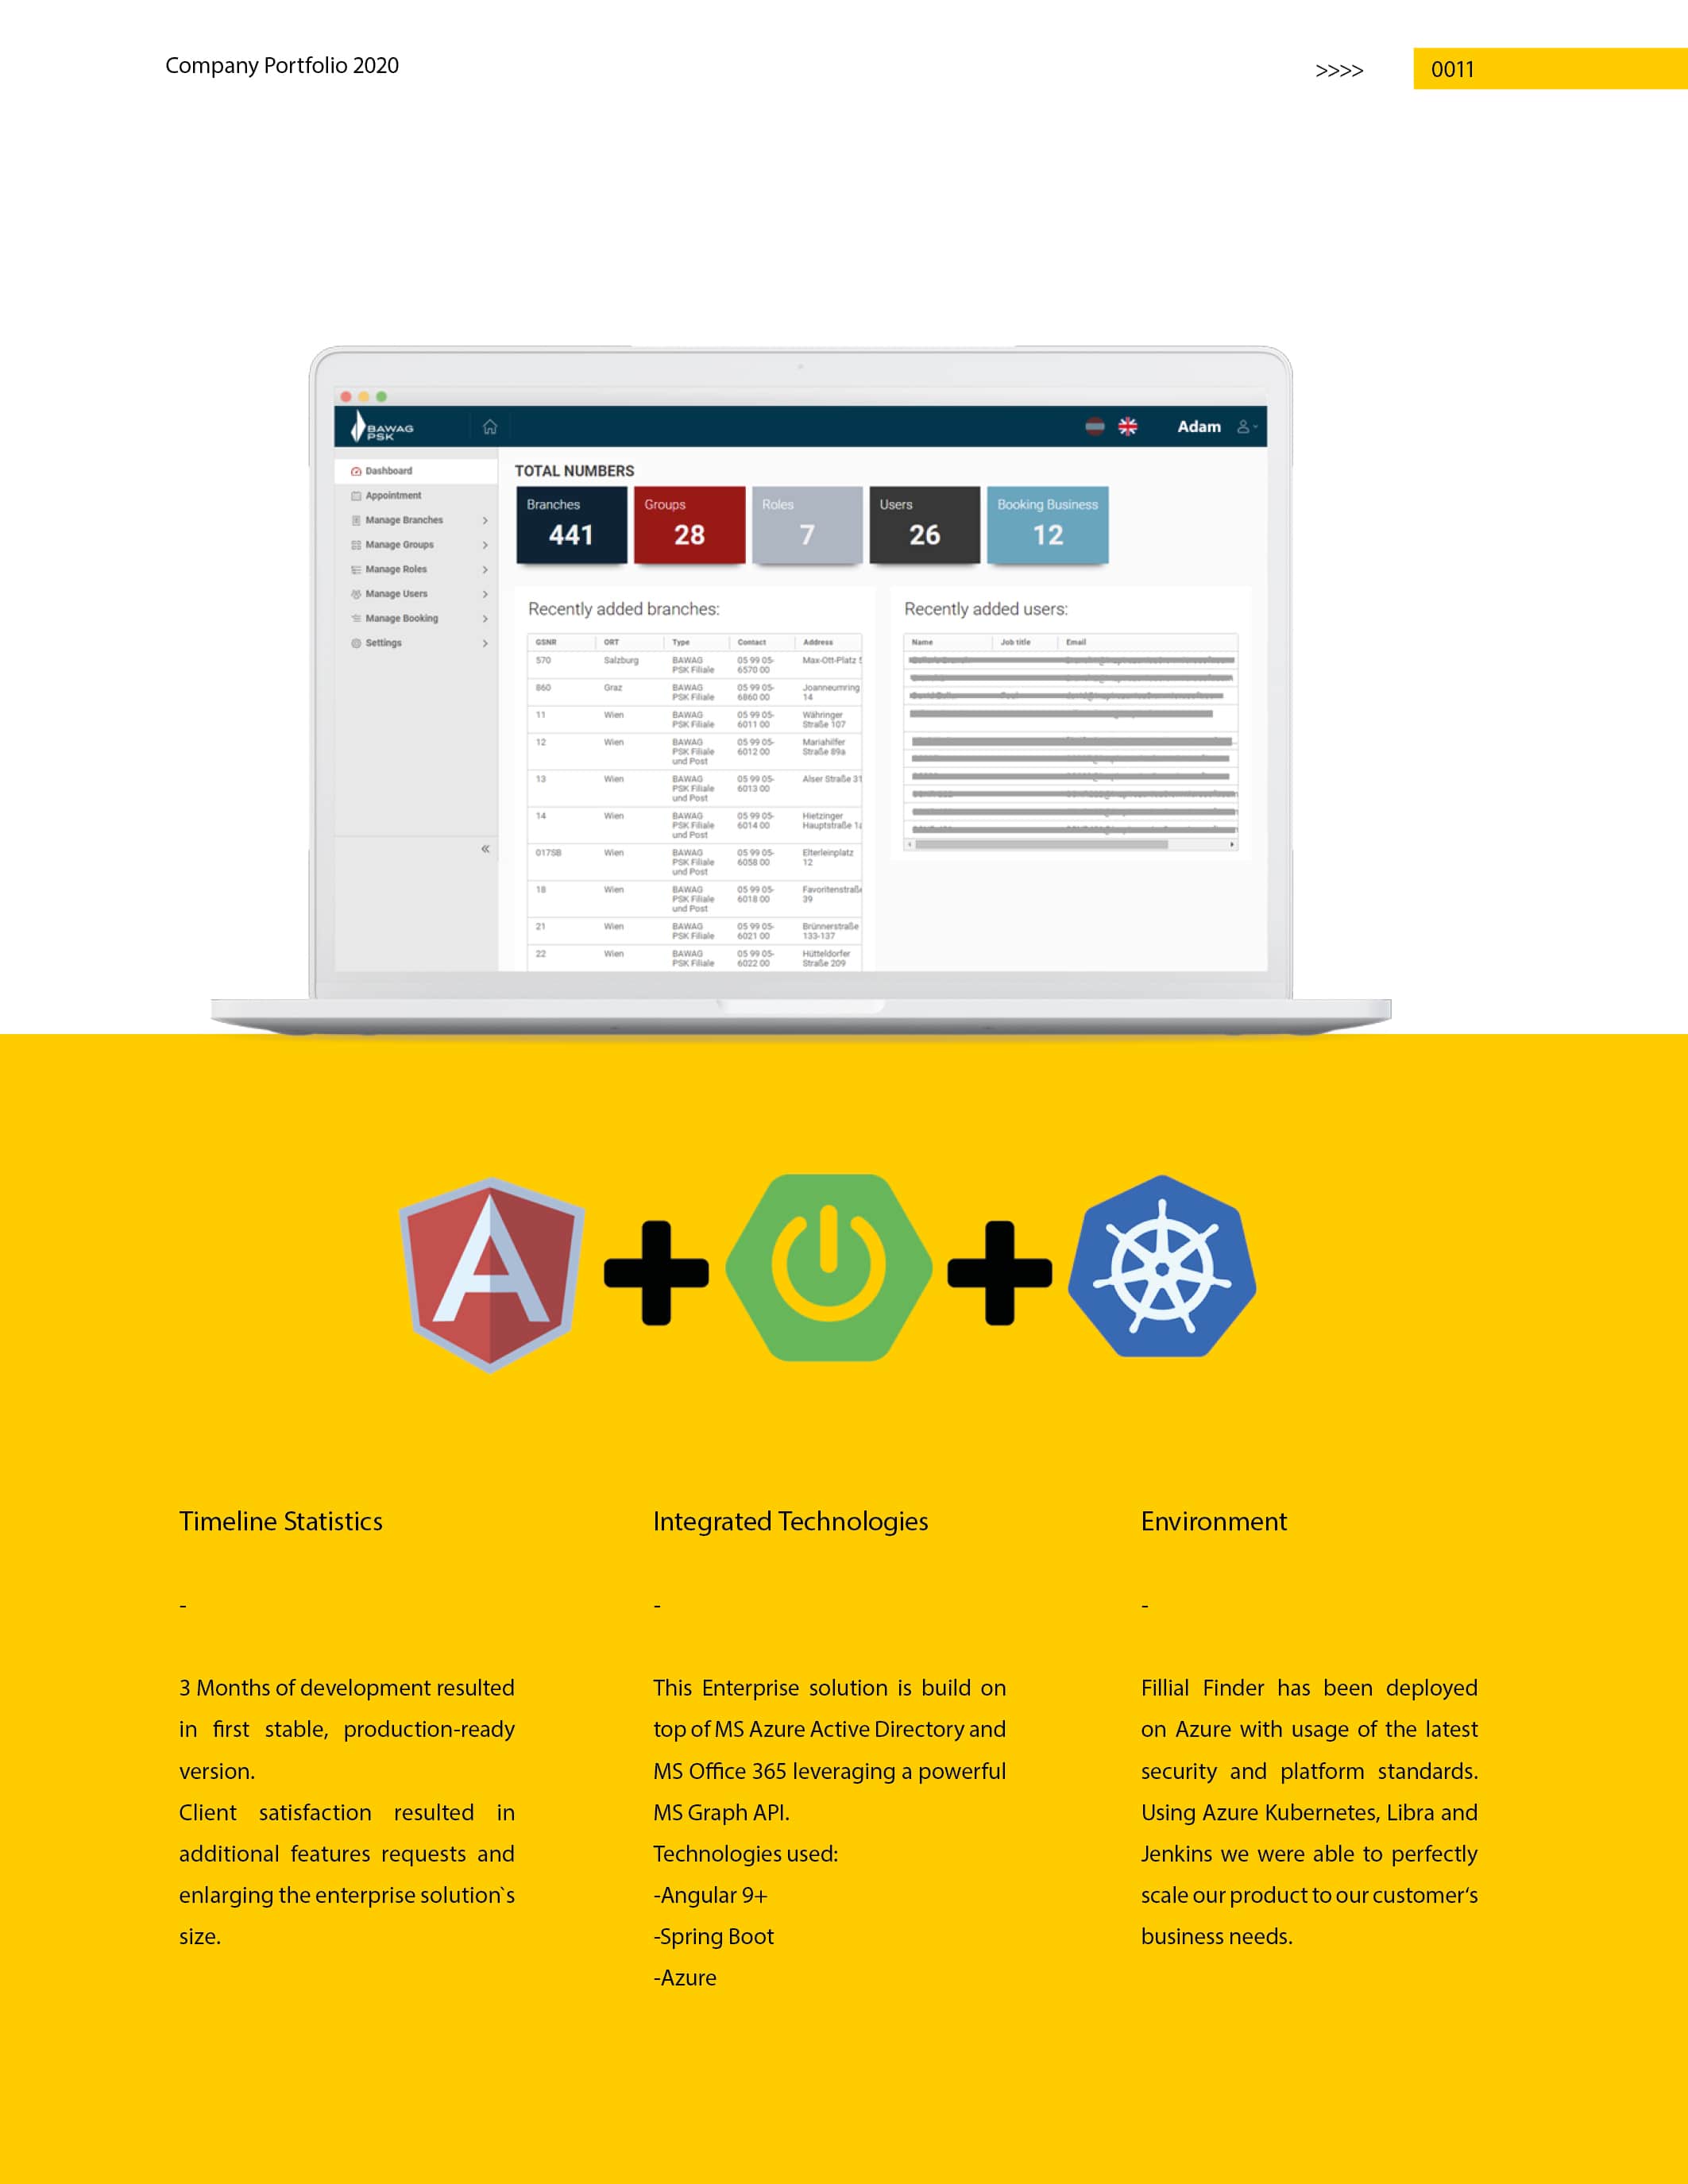 Company Portfolio 2020
>>>> 0011
BAWAG
PSK
Adam
Dashboard
Appointment
Manage Branches
Manage Groups
Manage Roles
Manage Users
Manage Booking
Settings
TOTAL NUMBERS
Branches Groups Roles Users Booking Business
441 28 7 26 12
Recently added branches:
GSNR ORT Type Contact Address
570 Salzburg BAWAG 05 99 05- Max-Ott-Platz
PSK Filiale 6570 00
860 Graz BAWAG 05 99 05- Joanneumring
PSK Filiale 6860 00 14
11 Wien BAWAG 05 99 05- Währinger
PSK Filiale 6011 00 Straße 107
12 Wien BAWAG 05 99 05- Mariahilfer
PSK Filiale 6012 00 Straße 89a
und Post
13 Wien BAWAG 05 99 05- Alser Straße 31
PSK Filiale 6013 00
und Post
14 Wien BAWAG 05 99 05- Hietzinger
PSK Filiale 6014 00 Hauptstraße 1a
und Post
017SB Wien BAWAG 05 99 05- Elterleinplatz
PSK Filiale 6058 00 12
und Post
18 Wien BAWAG 05 99 05- Favoritenstraße
PSK Filiale 6018 00 39
und Post
21 Wien BAWAG 05 99 05- Brünnerstraße
PSK Filiale 6021 00 133-137
22 Wien BAWAG 05 99 05- Hütteldorfer
PSK Filiale 6022 00 Straße 209
Recently added users:
Name Job title Email
Timeline Statistics
-
3 Months of development resulted
in first stable, production-ready
version.
Client satisfaction resulted in
additional features requests and
enlarging the enterprise solution`s
size.
Integrated Technologies
-
This Enterprise solution is build on
top of MS Azure Active Directory and
MS Office 365 leveraging a powerful
MS Graph API.
Technologies used:
-Angular 9+
-Spring Boot
-Azure
Environment
-
Fillial Finder has been deployed
on Azure with usage of the latest
security and platform standards.
Using Azure Kubernetes, Libra and
Jenkins we were able to perfectly
scale our product to our customer‘s
business needs.